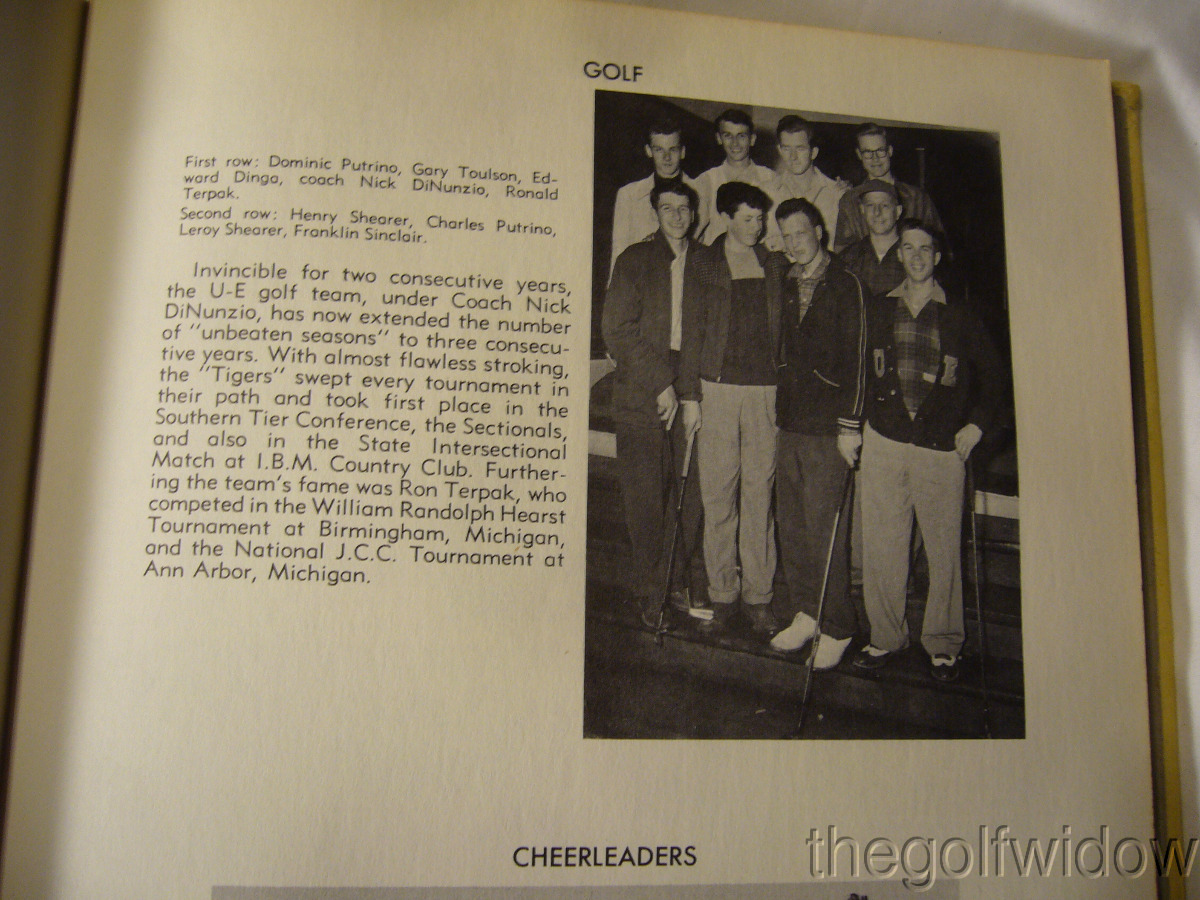 GOLF
First row: Dominic Putrino, Gary Toulson, Ed-
ward Dingo, coach Nick DiNunzio, Ronald
Terpak.
Second row: Henry Shearer, Charles Putrino,
Leroy Shearer, Franklin Sinclair.
Invincible for two consecutive years,
the U-E golf team, under Coach Nick
DiNunzio, has now extended the number
of "unbeaten seasons" to three consecu-
tive years. With almost flawless stroking,
the "Tigers" swept every tournament in
their path and took first place in the
Southern Tier Conference, the Sectionals,
and also in the State Intersectional
Match at I.B.M. Country Club. Further-
ing the team's fame was Ron Terpak, who
competed in the William Randolph Hearst
Tournament at Birmingham, Michigan,
and the National J.C.C. Tournament at
Ann Arbor, Michigan.
U E
CHEERLEADERS
thegolfwidow